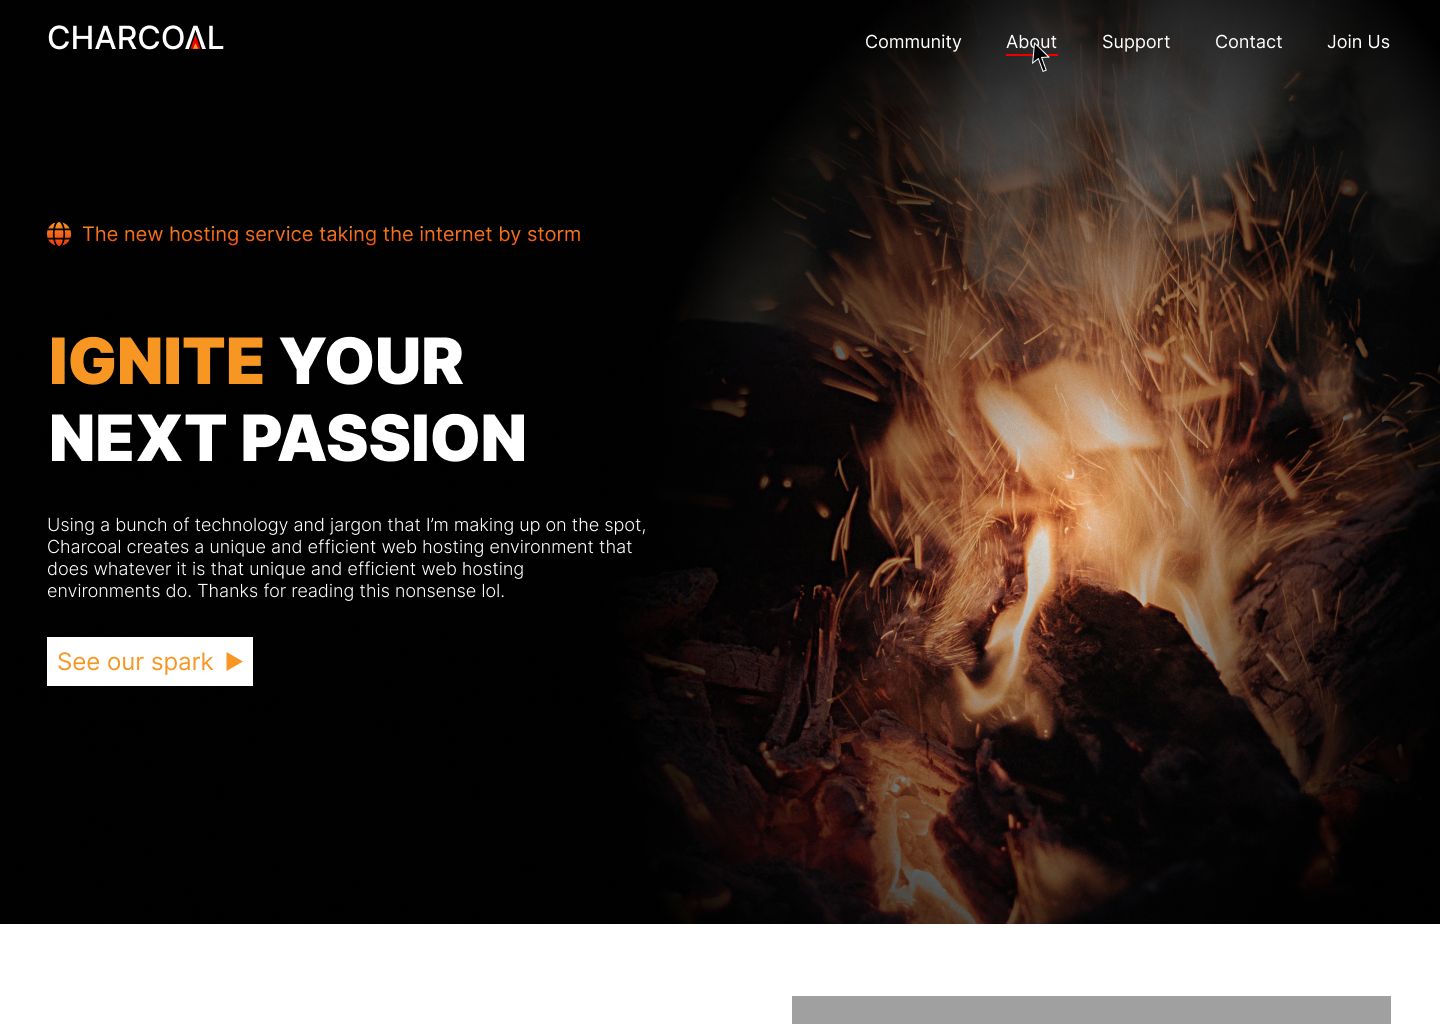 CHARCOAL
Community About Support Contact Join Us
The new hosting service taking the internet by storm
IGNITE YOUR
NEXT PASSION
Using a bunch of technology and jargon that I'm making up on the spot,
Charcoal creates a unique and efficient web hosting environment that
does whatever it is that unique and efficient web hosting
environments do. Thanks for reading this nonsense lol.
See our spark